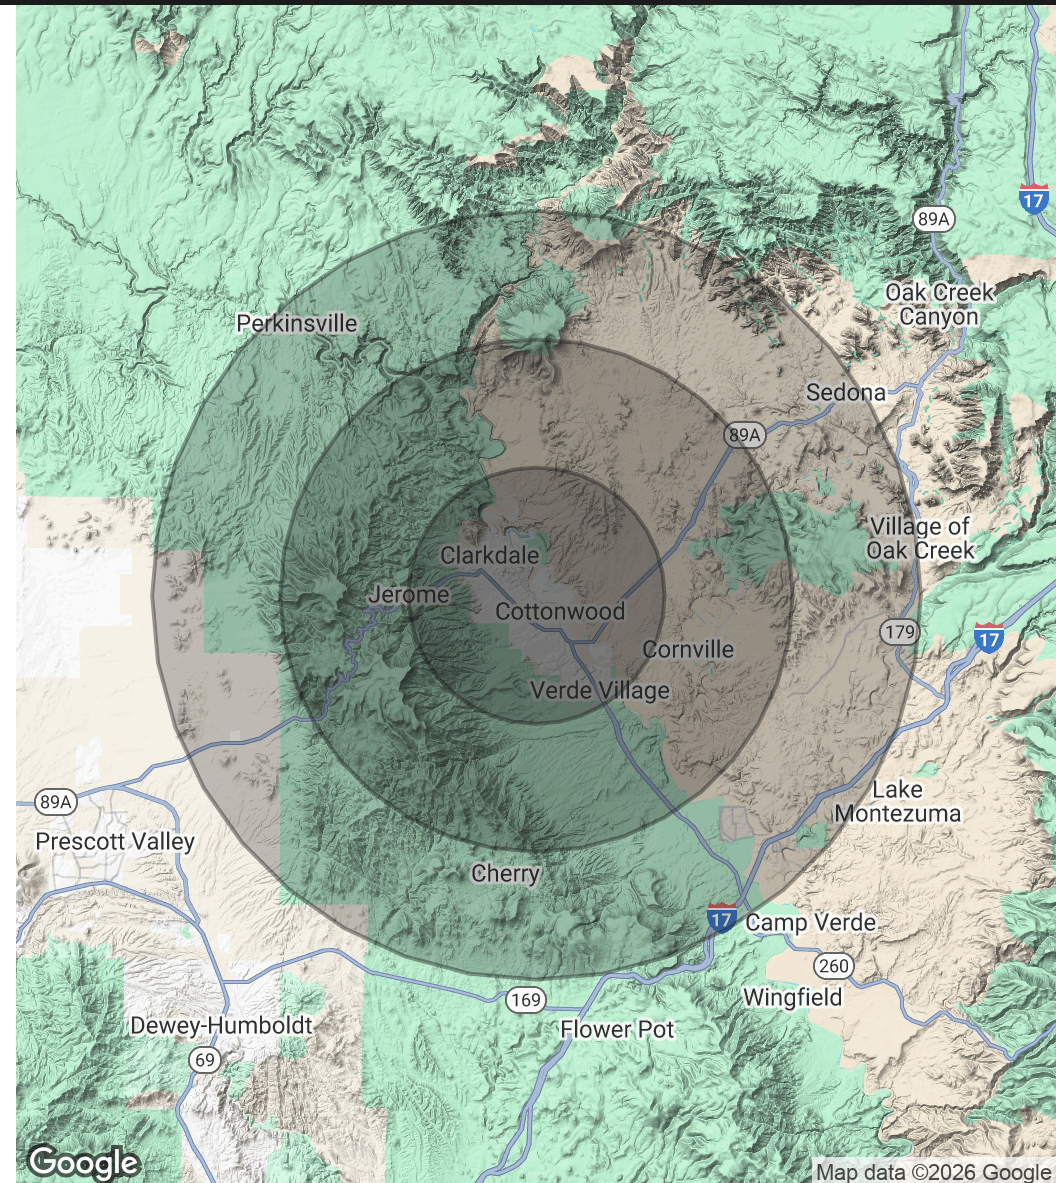 17
89A
Oak Creek
Canyon
Perkinsville
Sedona
89A
Village of
Oak Creek
Clarkdale
Jerome
Cottonwood
179
17
Cornville
Verde Village
Lake
Montezuma
89A
Prescott Valley
Cherry
17
Camp Verde
260
Wingfield
169
Dewey-Humboldt
Flower Pot
69
Google
Map data ©2026 Google